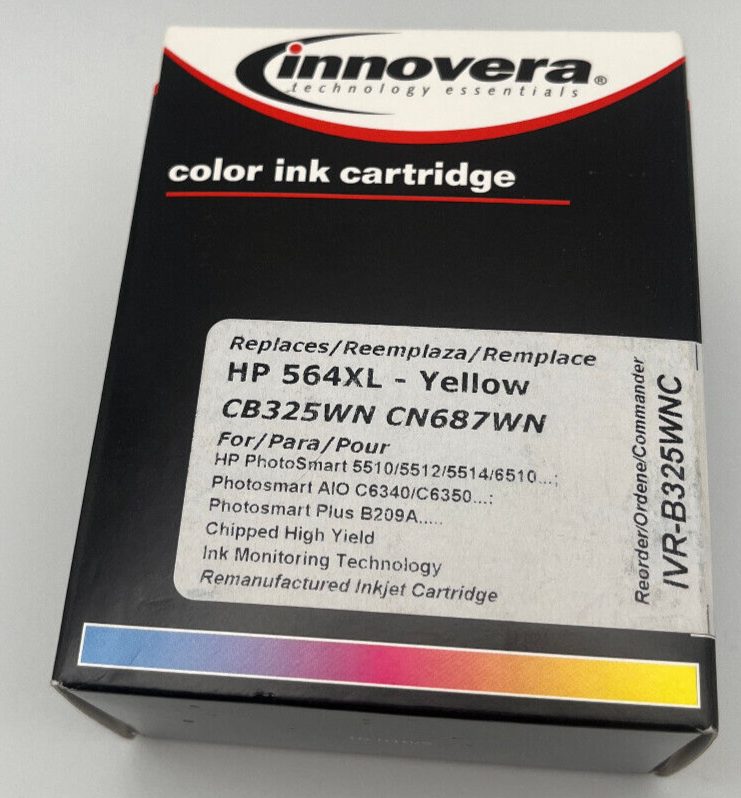 innovera®
technology essentials
color ink cartridge
Replaces/Reemplaza/Remplace
HP 564XL - Yellow
CB325WN CN687WN
For/Para/Pour
HP PhotoSmart 5510/5512/5514/6510...;
Photosmart AIO C6340/C6350...:
Photosmart Plus B209A.....
Chipped High Yield
Ink Monitoring Technology
Remanufactured Inkjet Cartridge
Reorder/Ordene/Commander
IVR-B325WNC